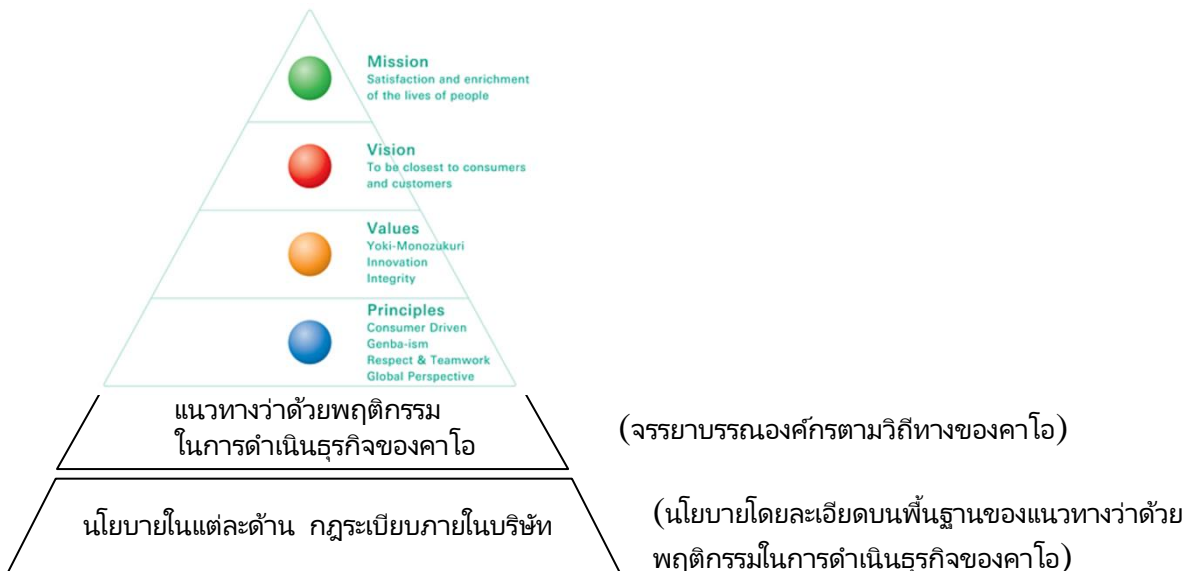 Mission
Satisfaction and enrichment
of the lives of people
Vision
To be closest to consumers
and customers
Values
Yoki-Monozukuri
Innovation
Integrity
Principles
Consumer Driven
Genba-ism
Respect & Teamwork
Global Perspective
แนวทางว่าด้วยพฤติกรรม
ในการดำเนินธุรกิจของคาโอ
(จรรยาบรรณองค์กรตามวิถีทางของคาโอ)
นโยบายในแต่ละด้าน กฎระเบียบภายในบริษัท
(นโยบายโดยละเอียดบนพื้นฐานของแนวทางว่าด้วย
พฤติกรรมในการดำเนินธุรกิจของคาโอ)